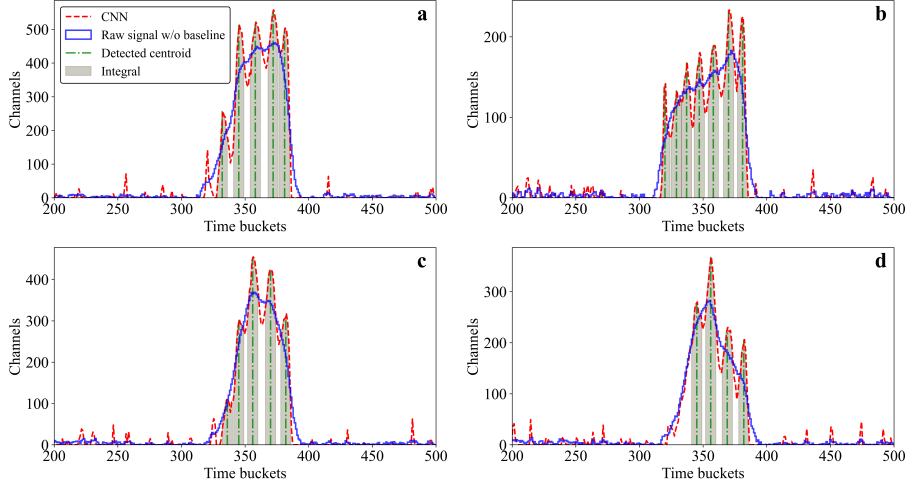 a
CNN
Raw signal w/o baseline
Detected centroid
Integral
Channels
500
400
300
200
100
0
200 250 300 350 400 450 500
Time buckets
b
Channels
200
100
0
200 250 300 350 400 450 500
Time buckets
c
Channels
400
300
200
100
0
200 250 300 350 400 450 500
Time buckets
d
Channels
300
200
100
0
200 250 300 350 400 450 500
Time buckets